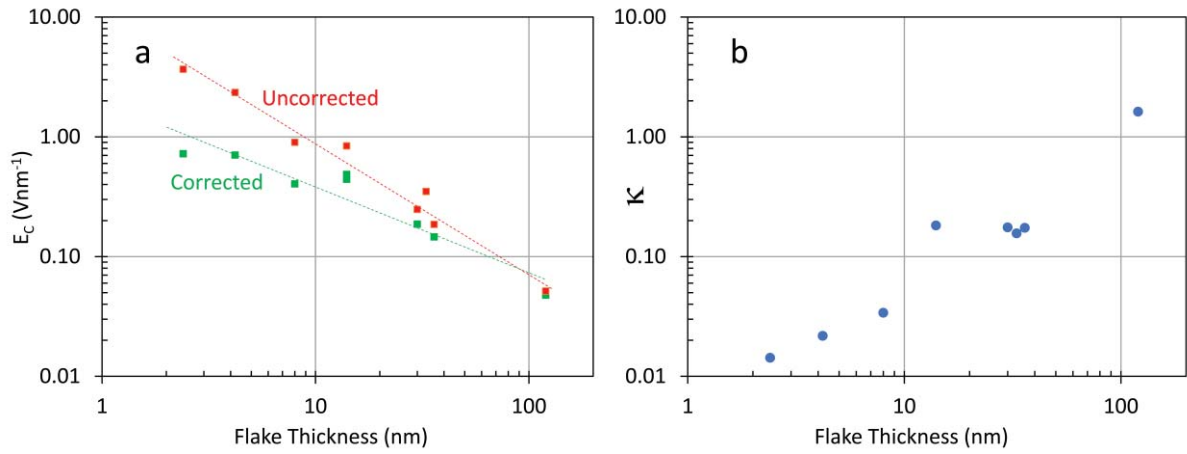 10.00
a
Uncorrected
1.00
Corrected
E_C (Vnm⁻¹)
0.10
0.01
1
10
100
Flake Thickness (nm)
10.00
b
1.00
κ
0.10
0.01
1
10
100
Flake Thickness (nm)